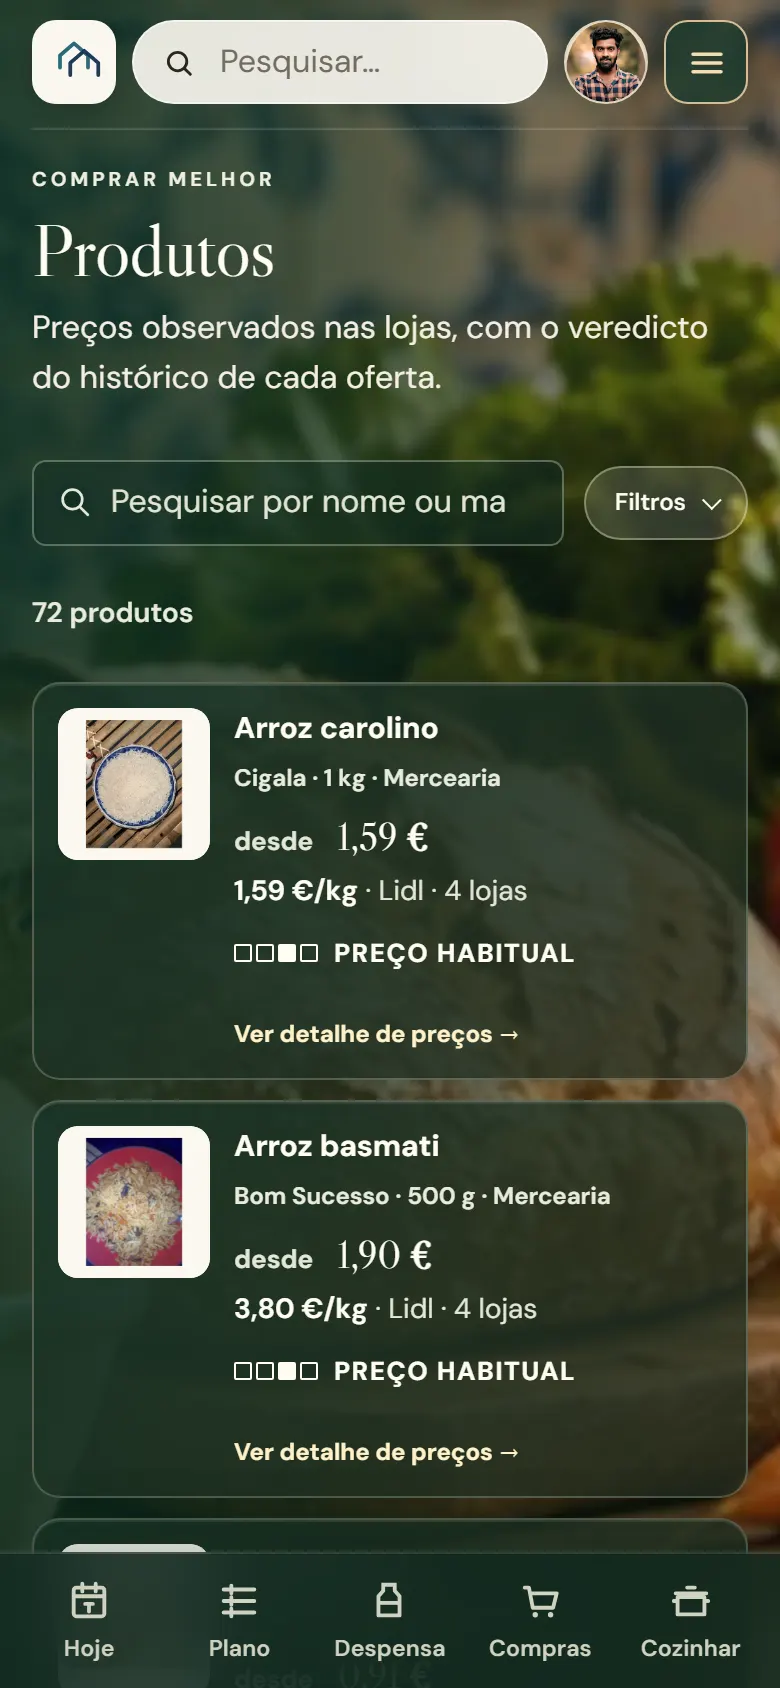 Pesquisar...
COMPRAR MELHOR
Produtos
Preços observados nas lojas, com o veredicto
do histórico de cada oferta.
Pesquisar por nome ou ma
Filtros
72 produtos
Arroz carolino
Cigala · 1 kg · Mercearia
desde 1,59 €
1,59 €/kg · Lidl · 4 lojas
PREÇO HABITUAL
Ver detalhe de preços →
Arroz basmati
Bom Sucesso · 500 g · Mercearia
desde 1,90 €
3,80 €/kg · Lidl · 4 lojas
PREÇO HABITUAL
Ver detalhe de preços →
Hoje Plano Despensa Compras Cozinhar
desde 0,91 €